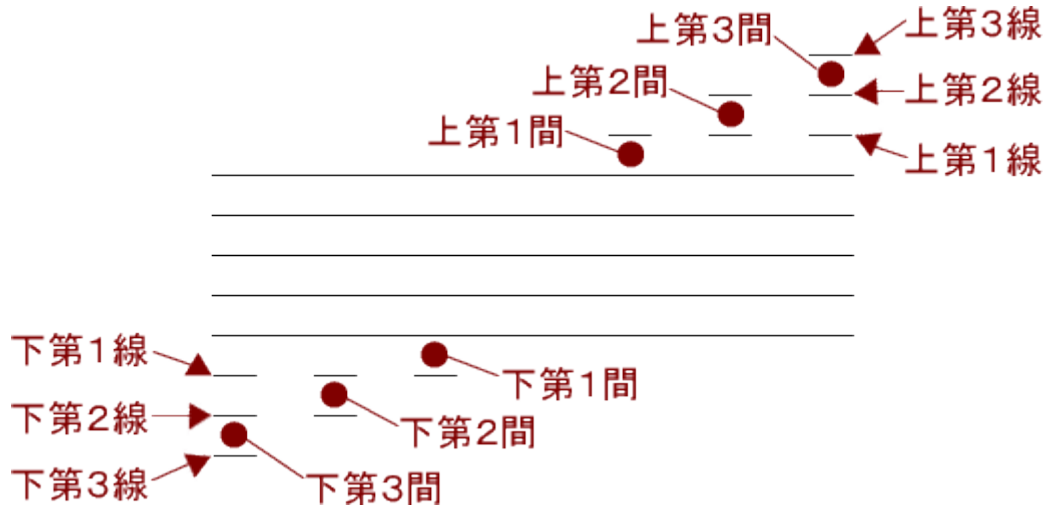 上第3線
上第3間
上第2間
上第2線
上第1間
上第1線
下第1線
下第1間
下第2線
下第2間
下第3線
下第3間